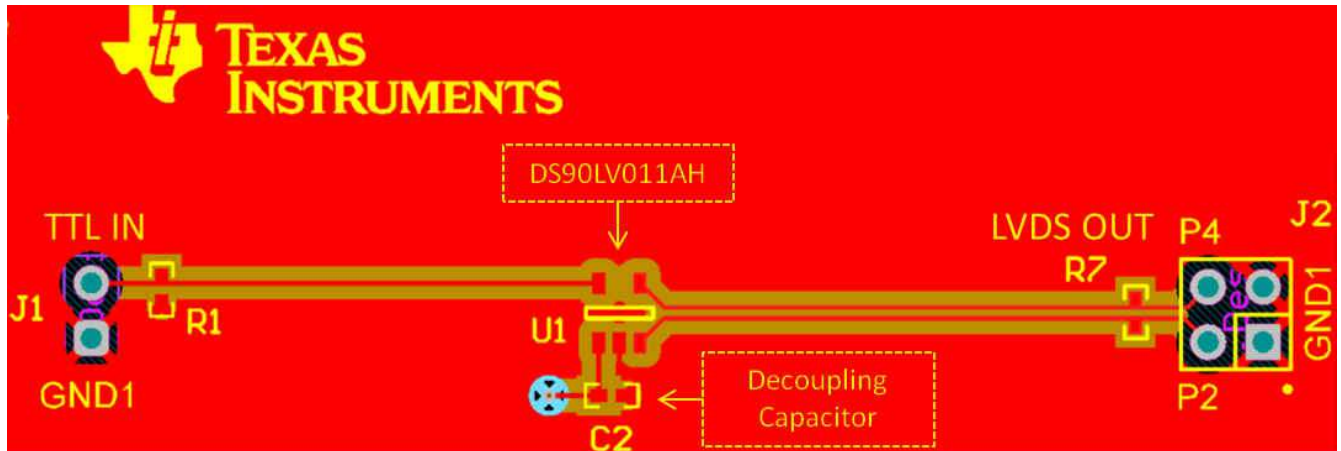 TEXAS
INSTRUMENTS
DS90LV011AH
TTL IN
LVDS OUT
P4
J2
R7
J1
R1
U1
GND1
GND1
P2
Decoupling
Capacitor
C2